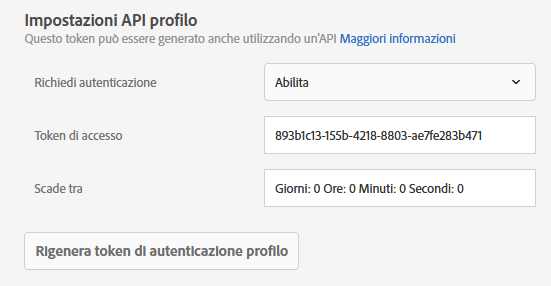 Impostazioni API profilo
Questo token può essere generato anche utilizzando un'API Maggiori informazioni
Richiedi autenticazione
Abilita
Token di accesso
893b1c13-155b-4218-8803-ae7fe283b471
Scade tra
Giorni: 0 Ore: 0 Minuti: 0 Secondi: 0
Rigenera token di autenticazione profilo